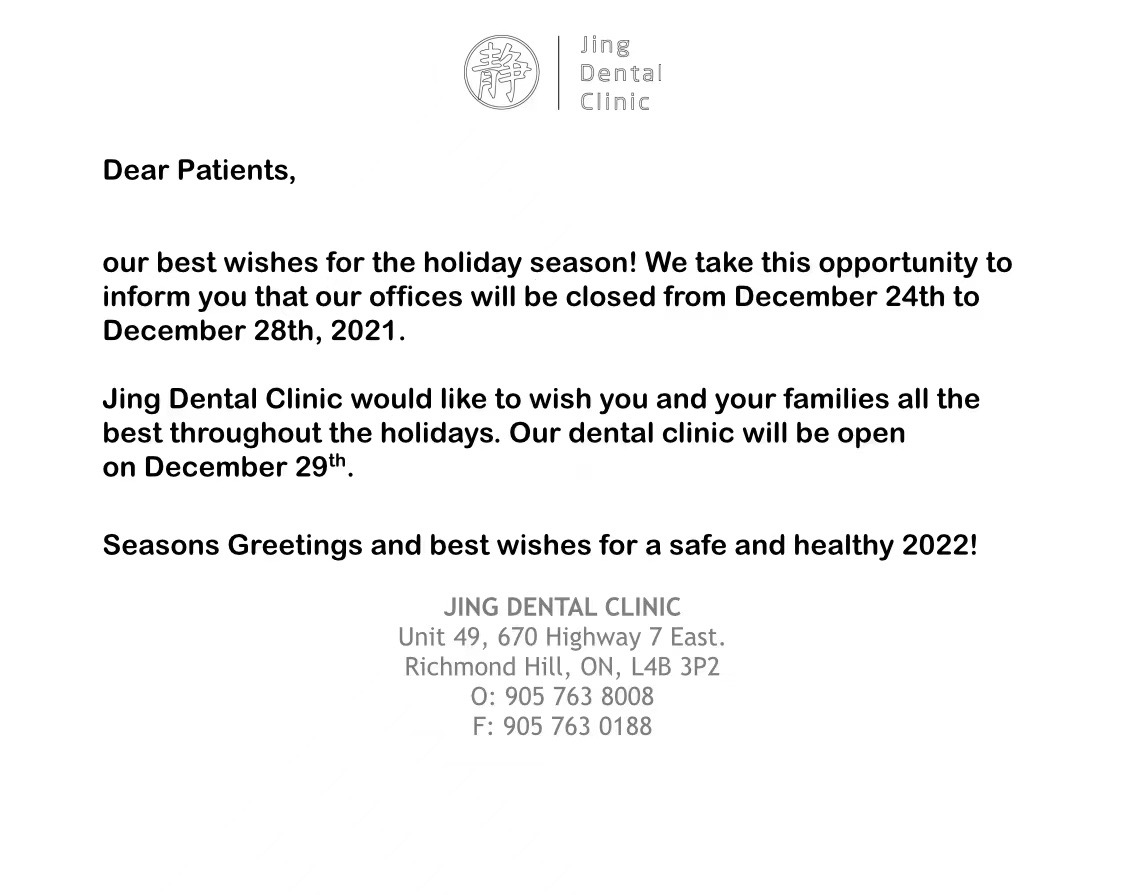 静
Jing
Dental
Clinic
Dear Patients,
our best wishes for the holiday season! We take this opportunity to
inform you that our offices will be closed from December 24th to
December 28th, 2021.
Jing Dental Clinic would like to wish you and your families all the
best throughout the holidays. Our dental clinic will be open
on December 29th.
Seasons Greetings and best wishes for a safe and healthy 2022!
JING DENTAL CLINIC
Unit 49, 670 Highway 7 East.
Richmond Hill, ON, L4B 3P2
O: 905 763 8008
F: 905 763 0188